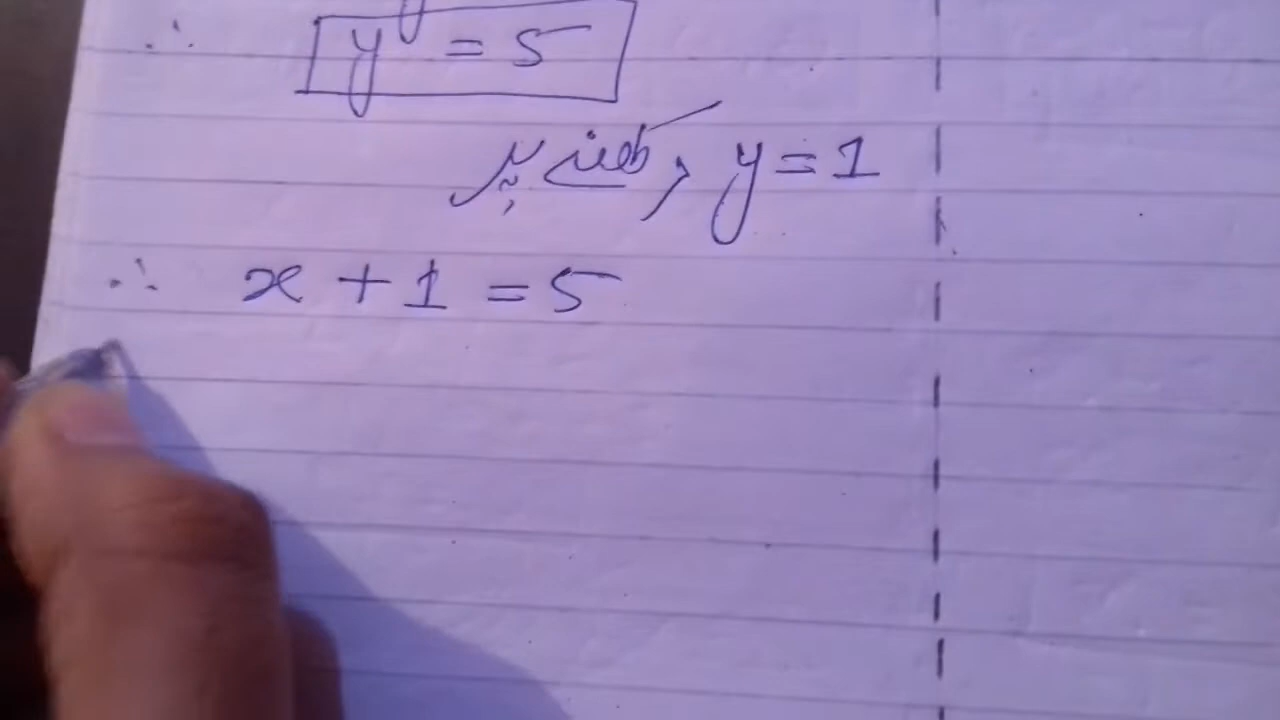 ∴ y = 5
y = 1 رکھنے پر
∴ x + 1 = 5